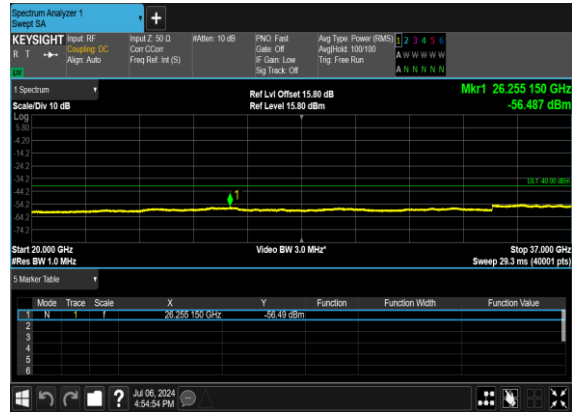 Spectrum Analyzer 1
Swept SA
+
KEYSIGHT
R T
Input: RF
Coupling: DC
Align: Auto
Input Z: 50 Ω
Corr CCorr
Freq Ref: Int (S)
#Atten: 10 dB
PNO: Fast
Gate: Off
IF Gain: Low
Sig Track: Off
Avg Type: Power (RMS)
Avg|Hold: 100/100
Trig: Free Run
1 2 3 4 5 6
A W W W W W
A N N N N N
1 Spectrum
Scale/Div 10 dB
Ref Lvl Offset 15.80 dB
Ref Level 15.80 dBm
Mkr1 26.255 150 GHz
-56.487 dBm
Log
5.80
-4.20
-14.2
-24.2
-34.2
-44.2
-54.2
-64.2
-74.2
1
Start 20.000 GHz
#Res BW 1.0 MHz
Video BW 3.0 MHz*
Stop 37.000 GHz
Sweep 29.3 ms (40001 pts)
5 Marker Table
Mode Trace Scale X Y Function Function Width Function Value
1 N 1 f 26.255 150 GHz -56.49 dBm
2
3
4
5
6
?
Jul 06, 2024
4:54:54 PM